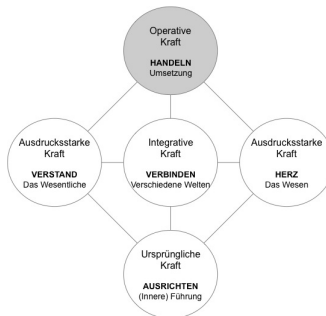 Operative
Kraft
HANDELN
Umsetzung
Ausdrucksstarke
Kraft
VERSTAND
Das Wesentliche
Integrative
Kraft
VERBINDEN
Verschiedene Welten
Ausdrucksstarke
Kraft
HERZ
Das Wesen
Ursprüngliche
Kraft
AUSRICHTEN
(Innere) Führung